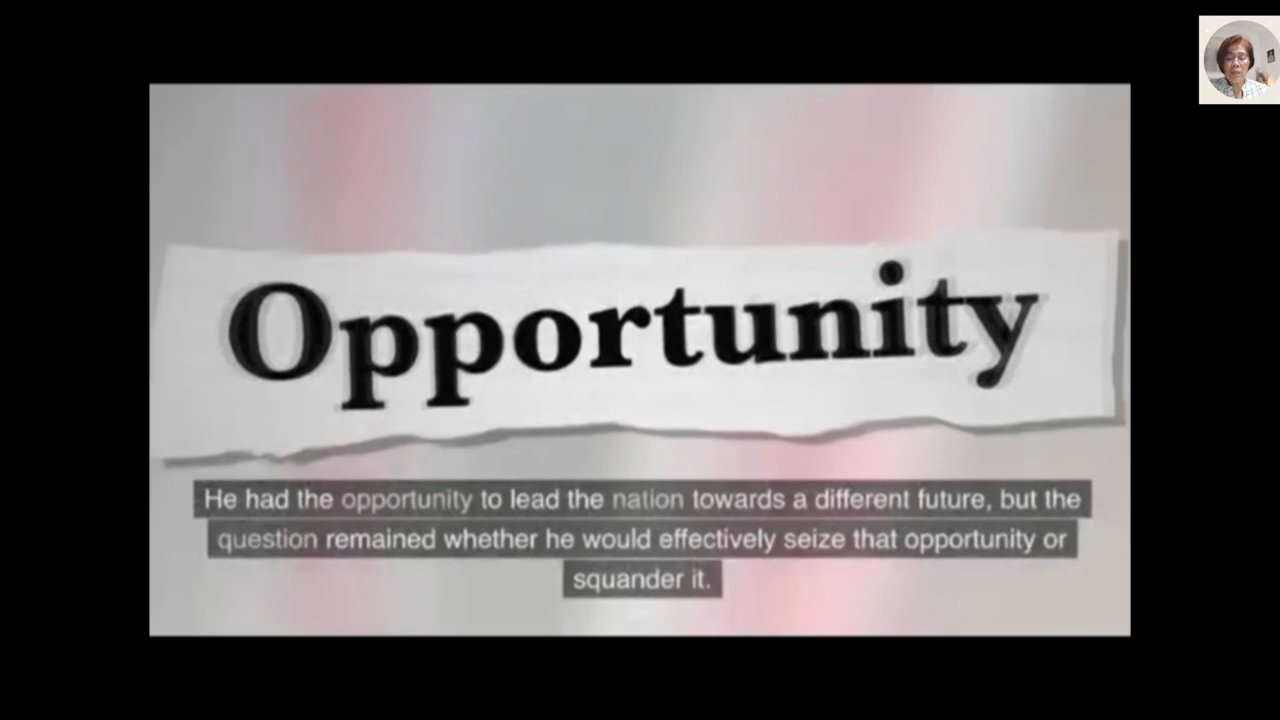 Opportunity
He had the opportunity to lead the nation towards a different future, but the
question remained whether he would effectively seize that opportunity or
squander it.